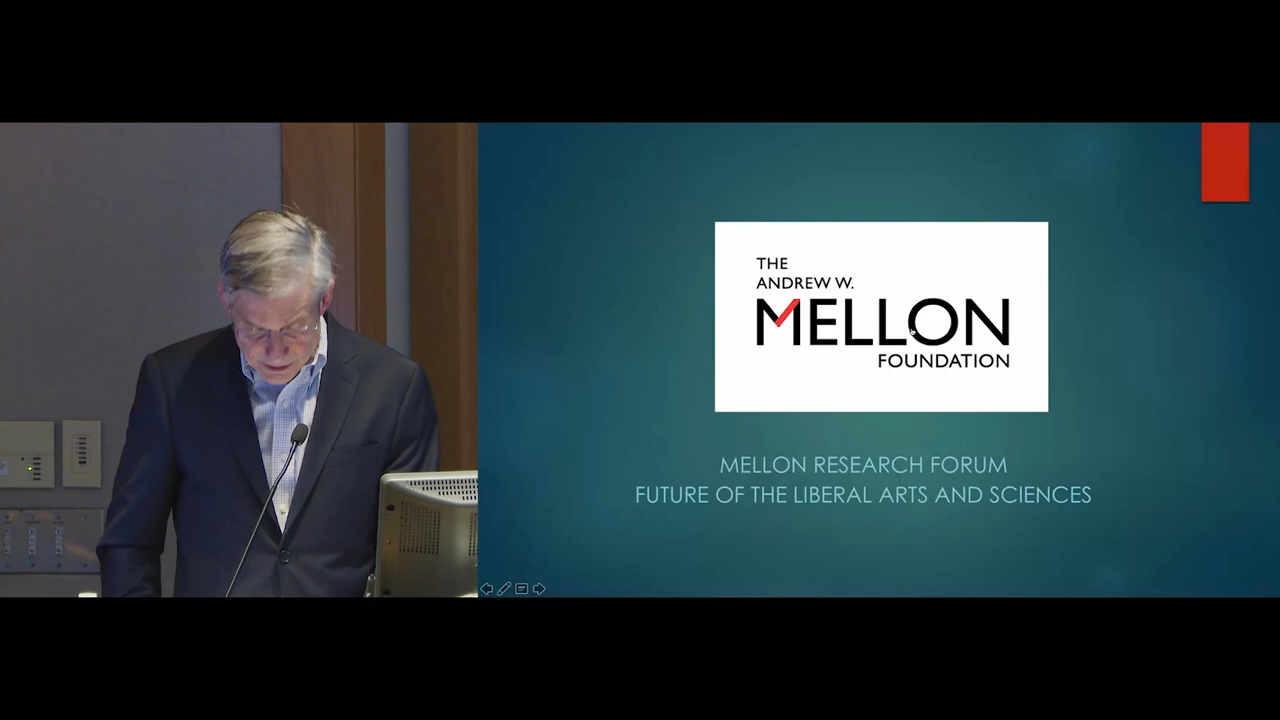 THE
ANDREW W.
MELLON
FOUNDATION
MELLON RESEARCH FORUM
FUTURE OF THE LIBERAL ARTS AND SCIENCES